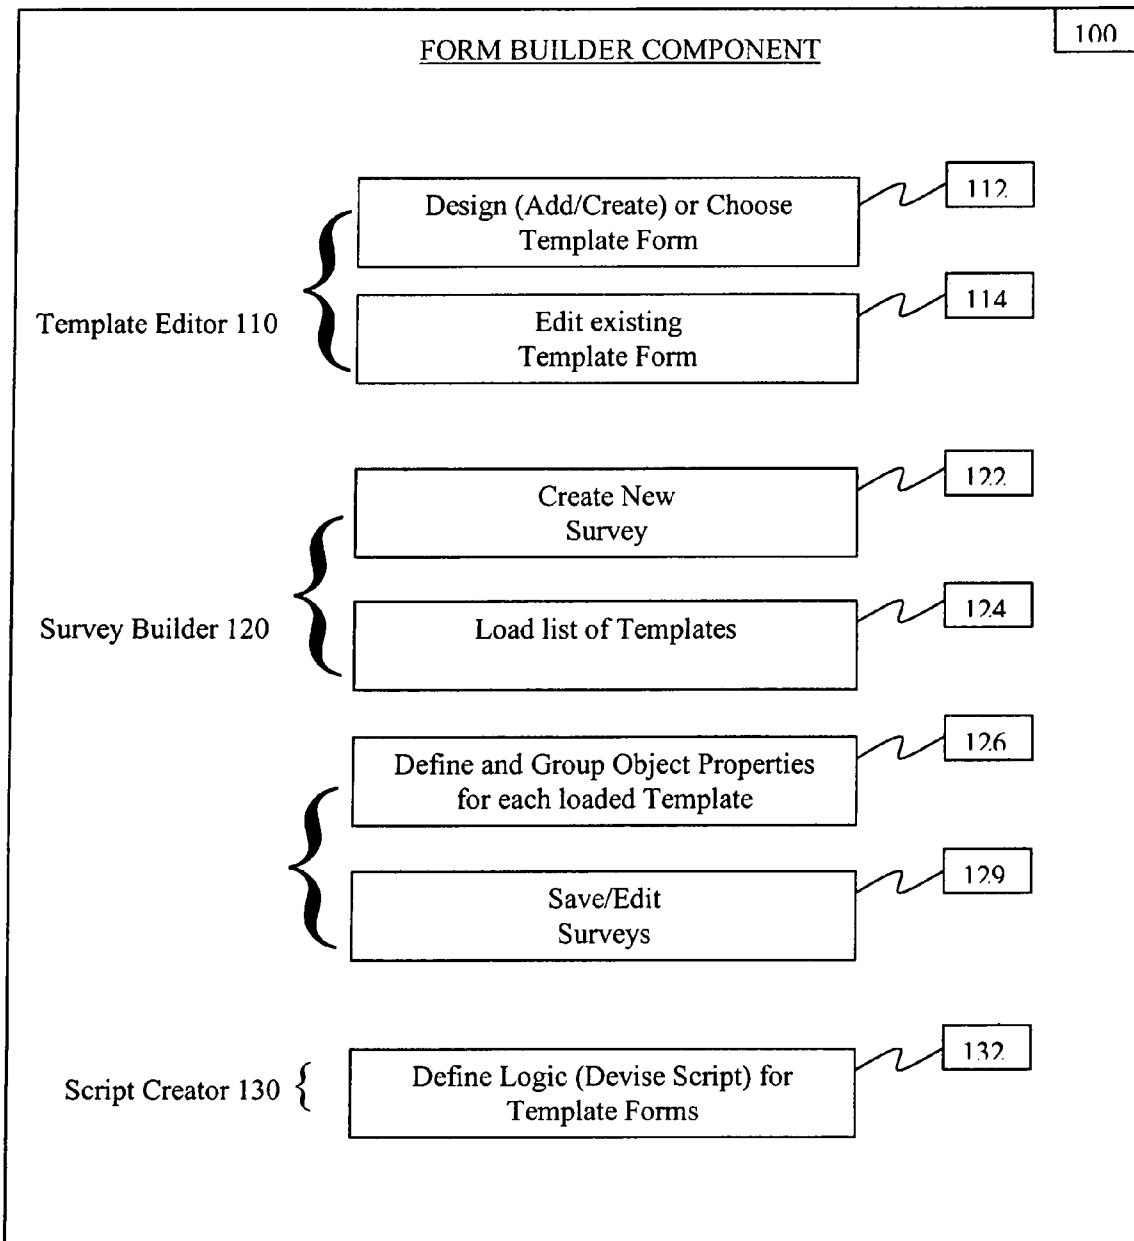 100
FORM BUILDER COMPONENT
112
Design (Add/Create) or Choose
Template Form
114
Template Editor 110
Edit existing
Template Form
122
Create New
Survey
124
Survey Builder 120
Load list of Templates
126
Define and Group Object Properties
for each loaded Template
129
Save/Edit
Surveys
132
Script Creator 130
Define Logic (Devise Script) for
Template Forms